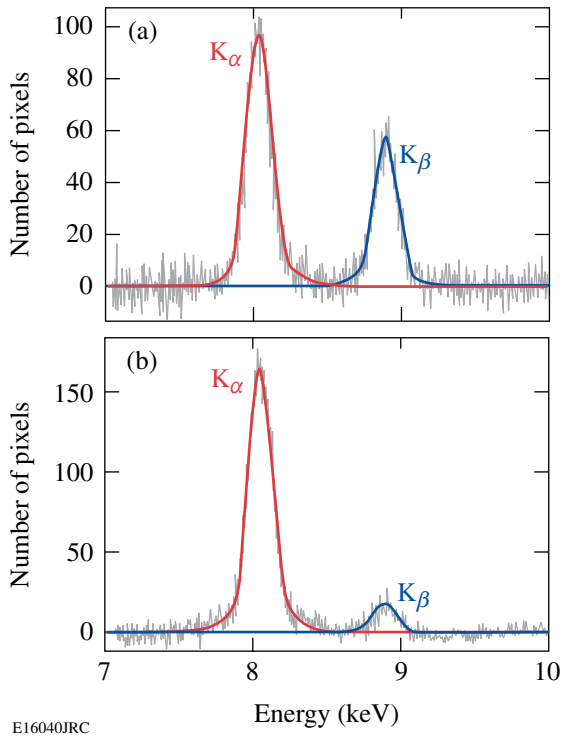 (a)
Number of pixels
100
80
60
40
20
0
Kα
Kβ
(b)
Number of pixels
150
100
50
0
Kα
Kβ
7 8 9 10
Energy (keV)
E16040JRC